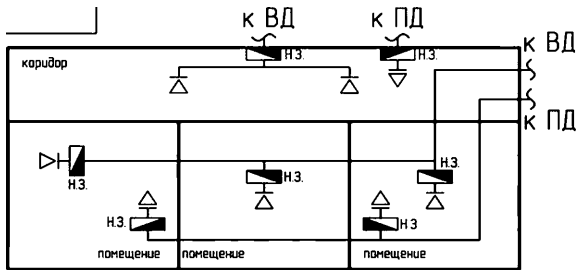 к ВД
к ПД
к ВД
Н.З.
Н.З.
коридор
к ПД
Н.З.
Н.З.
Н.З.
Н.З.
Н.З
помещение
помещение
помещение